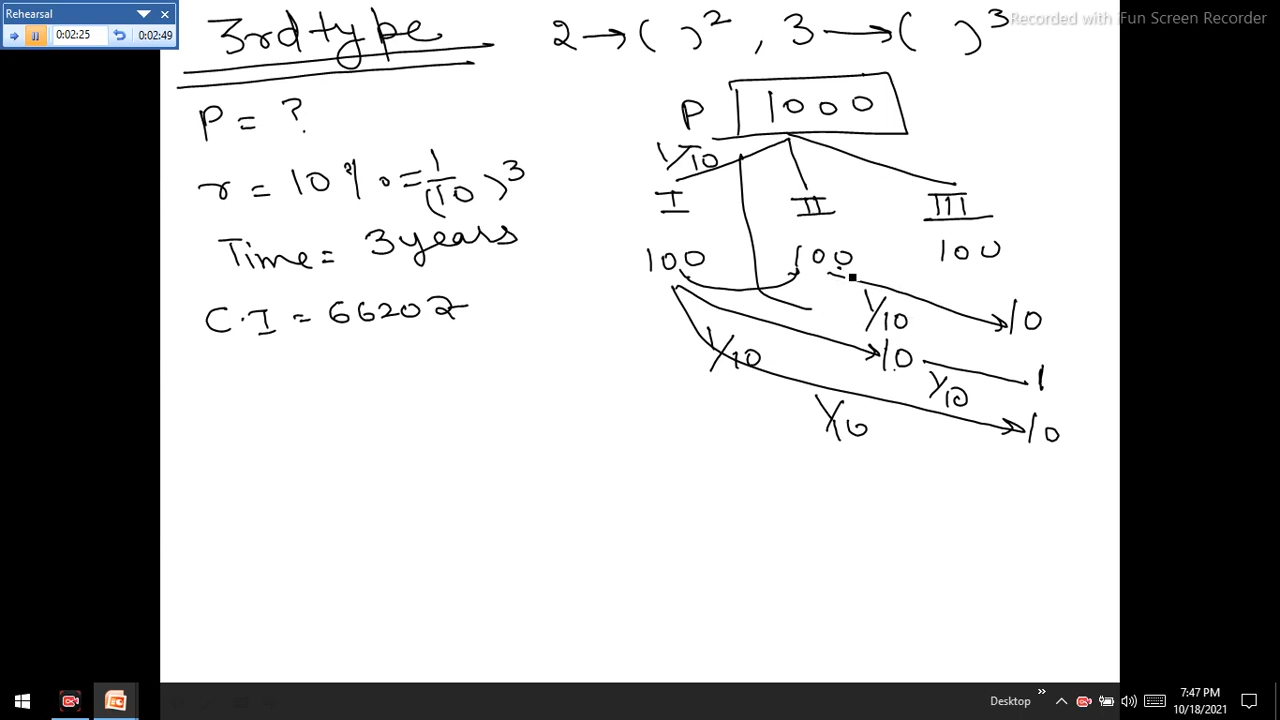 Rehearsal
0:02:25
0:02:49
Recorded with iFun Screen Recorder
3rd type
2 → ( )², 3 → ( )³
P = ?
r = 10% = (1/10)³
Time = 3 years
C.I = 6620₹
P 1000
1/10
I II III
100 100 100
1/10 10
1/10 10 1/10 1
1/10 10
Desktop
7:47 PM
10/18/2021